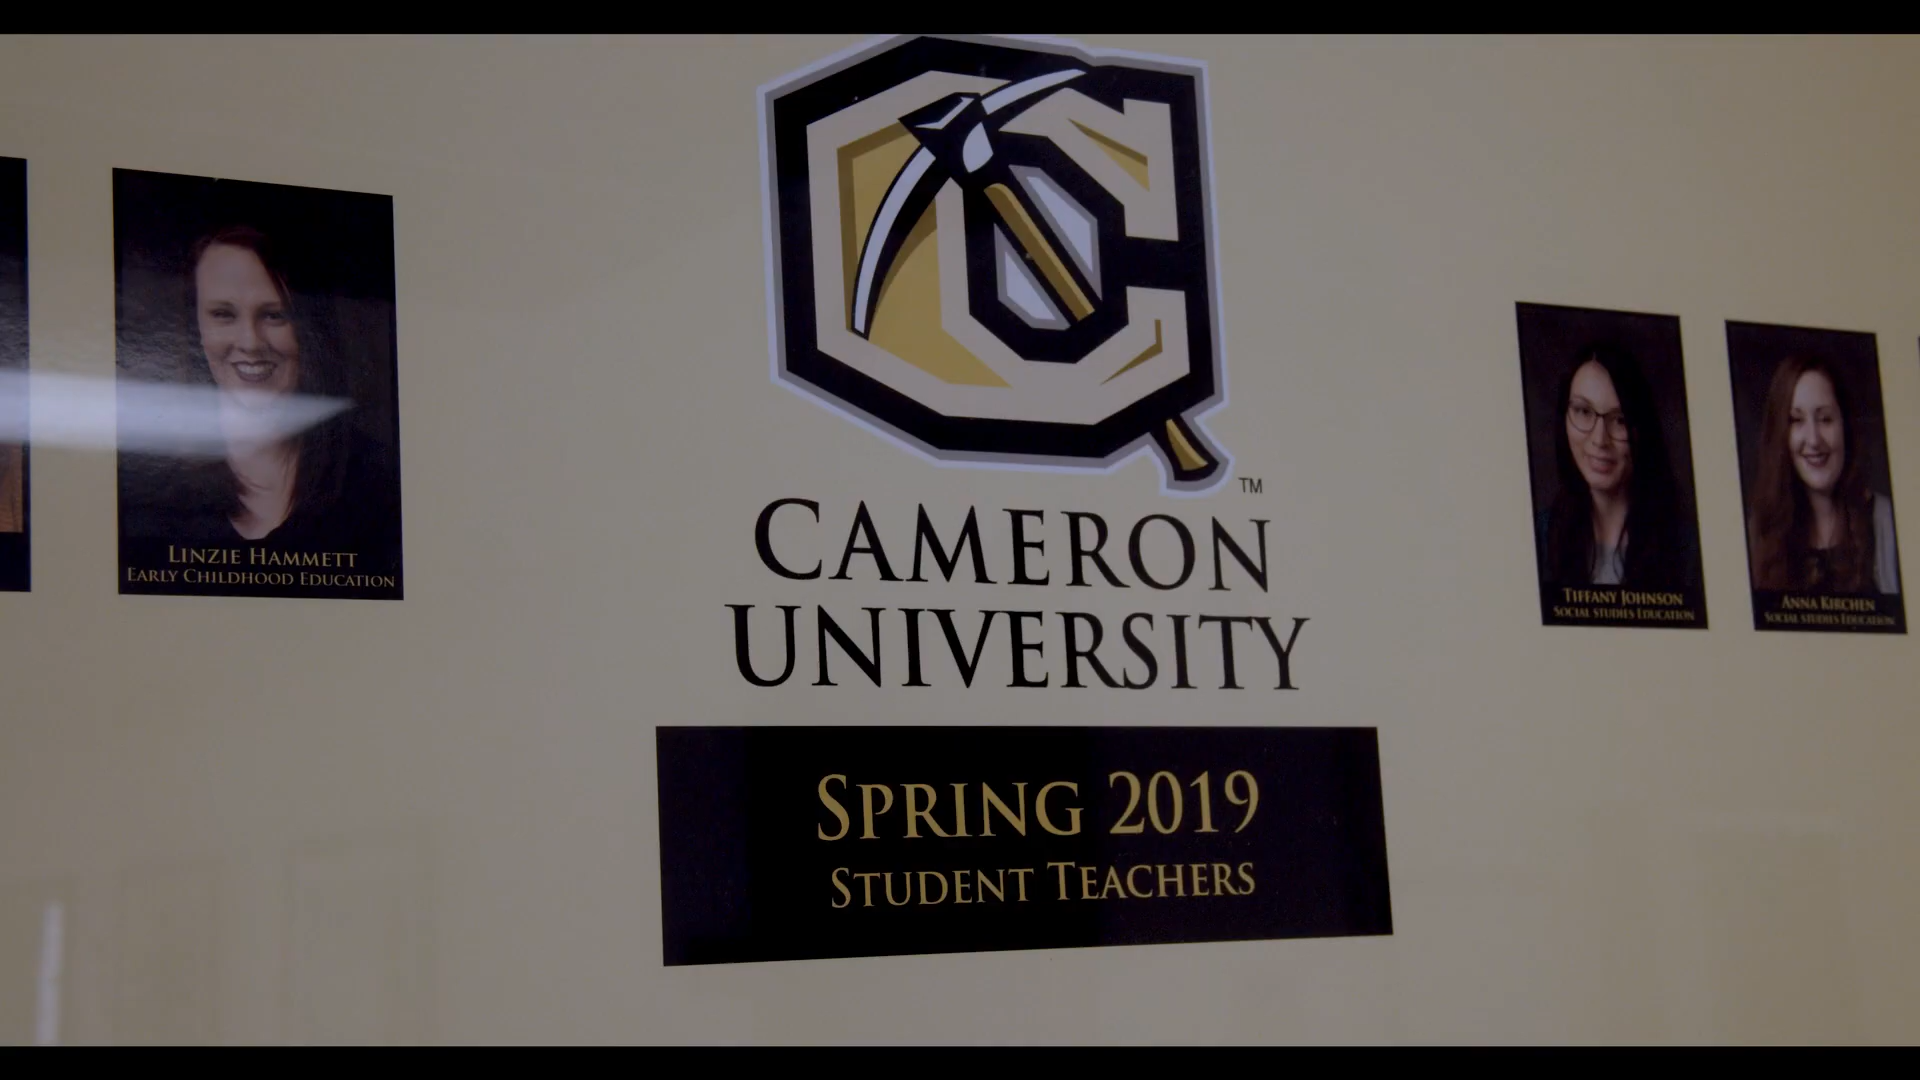 LINZIE HAMMETT
EARLY CHILDHOOD EDUCATION
TM
CAMERON
UNIVERSITY
SPRING 2019
STUDENT TEACHERS
TIFFANY JOHNSON
SOCIAL STUDIES EDUCATION
ANNA KIRCHEN
SOCIAL STUDIES EDUCATION